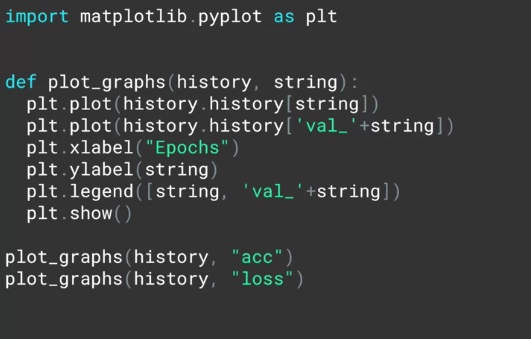 import matplotlib.pyplot as plt
def plot_graphs(history, string):
  plt.plot(history.history[string])
  plt.plot(history.history['val_'+string])
  plt.xlabel("Epochs")
  plt.ylabel(string)
  plt.legend([string, 'val_'+string])
  plt.show()
plot_graphs(history, "acc")
plot_graphs(history, "loss")